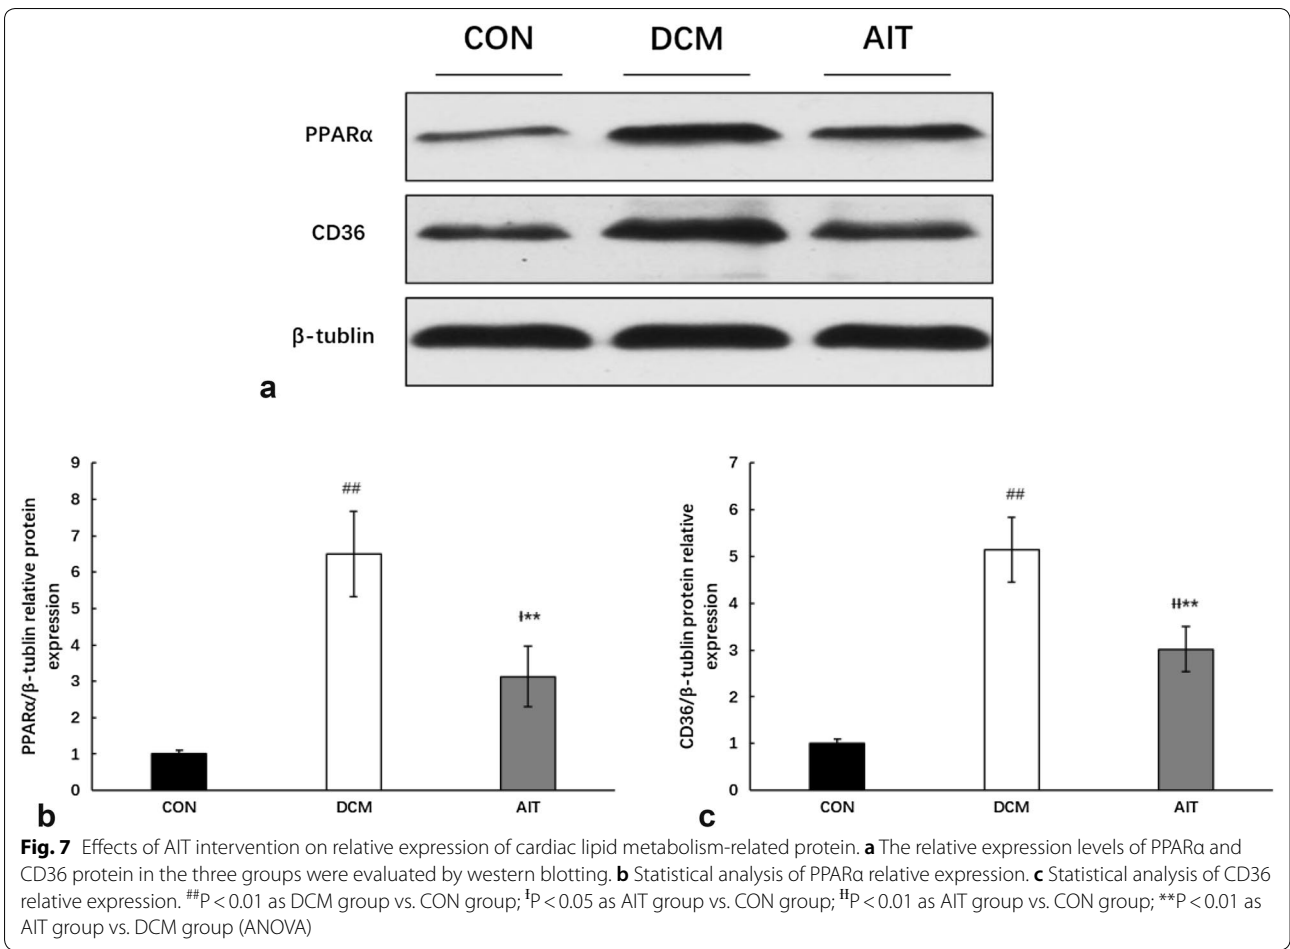 CON DCM AIT
PPARα
CD36
β-tublin
a
PPARα/β-tublin relative protein
expression
9
8
7
6
5
4
3
2
1
0
##
Ɨ**
CON DCM AIT
b
CD36/β-tublin protein relative
expression
7
6
5
4
3
2
1
0
##
ƗƗ**
CON DCM AIT
c
Fig. 7 Effects of AIT intervention on relative expression of cardiac lipid metabolism-related protein. a The relative expression levels of PPARα and
CD36 protein in the three groups were evaluated by western blotting. b Statistical analysis of PPARα relative expression. c Statistical analysis of CD36
relative expression. ##P < 0.01 as DCM group vs. CON group; ƗP < 0.05 as AIT group vs. CON group; ƗƗP < 0.01 as AIT group vs. CON group; **P < 0.01 as
AIT group vs. DCM group (ANOVA)